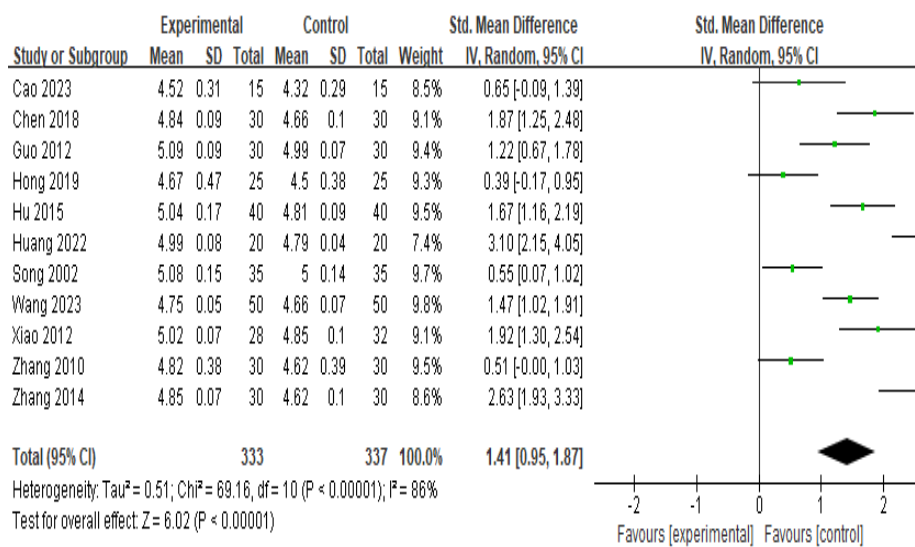 Experimental Control Std. Mean Difference Std. Mean Difference
Study or Subgroup Mean SD Total Mean SD Total Weight IV, Random, 95% CI IV, Random, 95% CI
Cao 2023 4.52 0.31 15 4.32 0.29 15 8.5% 0.65 [-0.09, 1.39]
Chen 2018 4.84 0.09 30 4.66 0.1 30 9.1% 1.87 [1.25, 2.48]
Guo 2012 5.09 0.09 30 4.99 0.07 30 9.4% 1.22 [0.67, 1.78]
Hong 2019 4.67 0.47 25 4.5 0.38 25 9.3% 0.39 [-0.17, 0.95]
Hu 2015 5.04 0.17 40 4.81 0.09 40 9.5% 1.67 [1.16, 2.19]
Huang 2022 4.99 0.08 20 4.79 0.04 20 7.4% 3.10 [2.15, 4.05]
Song 2002 5.08 0.15 35 5 0.14 35 9.7% 0.55 [0.07, 1.02]
Wang 2023 4.75 0.05 50 4.66 0.07 50 9.8% 1.47 [1.02, 1.91]
Xiao 2012 5.02 0.07 28 4.85 0.1 32 9.1% 1.92 [1.30, 2.54]
Zhang 2010 4.82 0.38 30 4.62 0.39 30 9.5% 0.51 [-0.00, 1.03]
Zhang 2014 4.85 0.07 30 4.62 0.1 30 8.6% 2.63 [1.93, 3.33]
Total (95% CI) 333 337 100.0% 1.41 [0.95, 1.87]
Heterogeneity: Tau² = 0.51; Chi² = 69.16, df = 10 (P < 0.00001); I² = 86%
Test for overall effect: Z = 6.02 (P < 0.00001)
-2 -1 0 1 2
Favours [experimental] Favours [control]